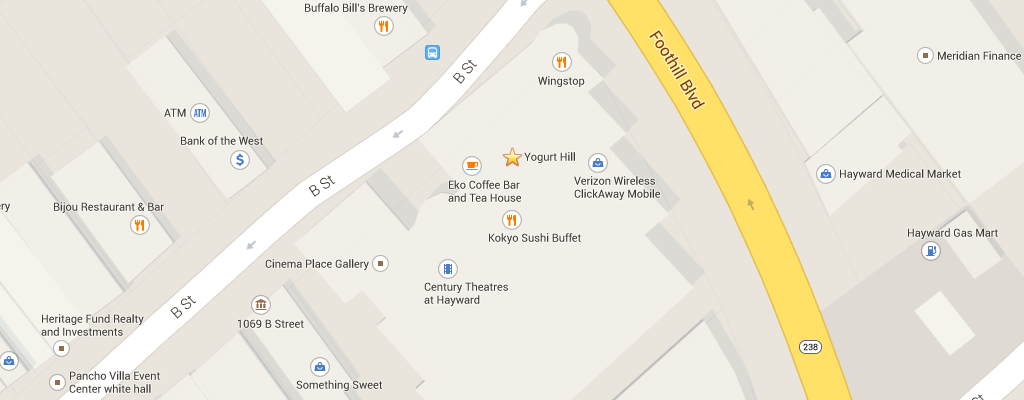 Buffalo Bill's Brewery
B St
Foothill Blvd
Meridian Finance
Wingstop
ATM
ATM
Bank of the West
$
Yogurt Hill
Eko Coffee Bar
and Tea House
Verizon Wireless
ClickAway Mobile
Hayward Medical Market
B St
ery
Bijou Restaurant & Bar
Kokyo Sushi Buffet
Hayward Gas Mart
Cinema Place Gallery
Century Theatres
at Hayward
B St
1069 B Street
Heritage Fund Realty
and Investments
238
Pancho Villa Event
Center white hall
Something Sweet
St